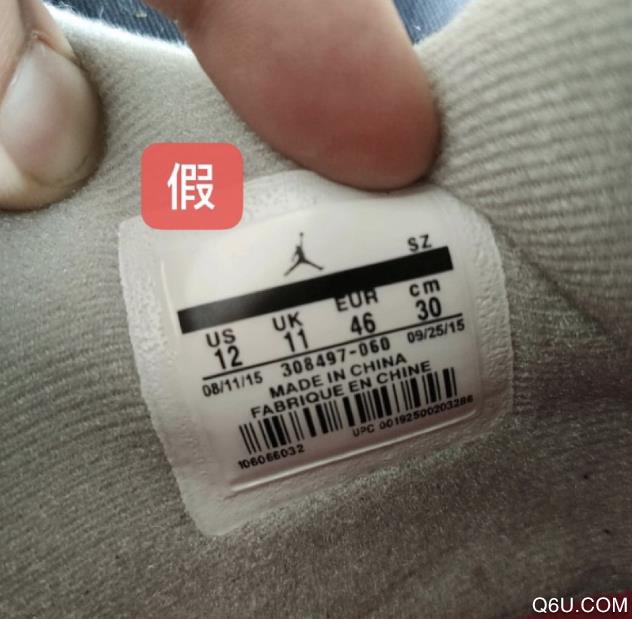 假
SZ
US UK EUR cm
12 11 46 30
08/11/15 308497-060 09/25/15
MADE IN CHINA
FABRIQUE EN CHINE
106066032 UPC 00192500203286
Q6U.COM